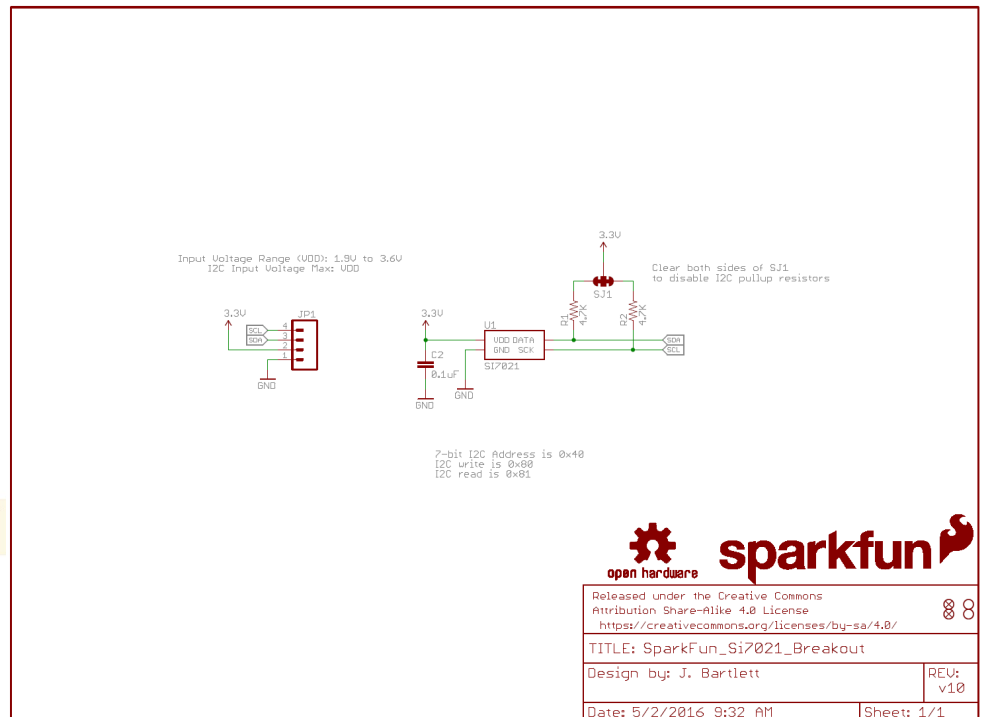 3.3V
Input Voltage Range (VDD): 1.9V to 3.6V
I2C Input Voltage Max: VDD
Clear both sides of SJ1
to disable I2C pullup resistors
SJ1
3.3V
JP1
3.3V
R1
4.7K
R2
4.7K
SCL
4
SDA
3
2
1
GND
U1
VDD DATA
GND SCK
SI7021
SDA
SCL
C2
0.1uF
GND
GND
7-bit I2C Address is 0x40
I2C write is 0x80
I2C read is 0x81
open hardware
sparkfun
Released under the Creative Commons
Attribution Share-Alike 4.0 License
https://creativecommons.org/licenses/by-sa/4.0/
TITLE: SparkFun_Si7021_Breakout
Design by: J. Bartlett
REV:
v10
Date: 5/2/2016 9:32 AM
Sheet: 1/1